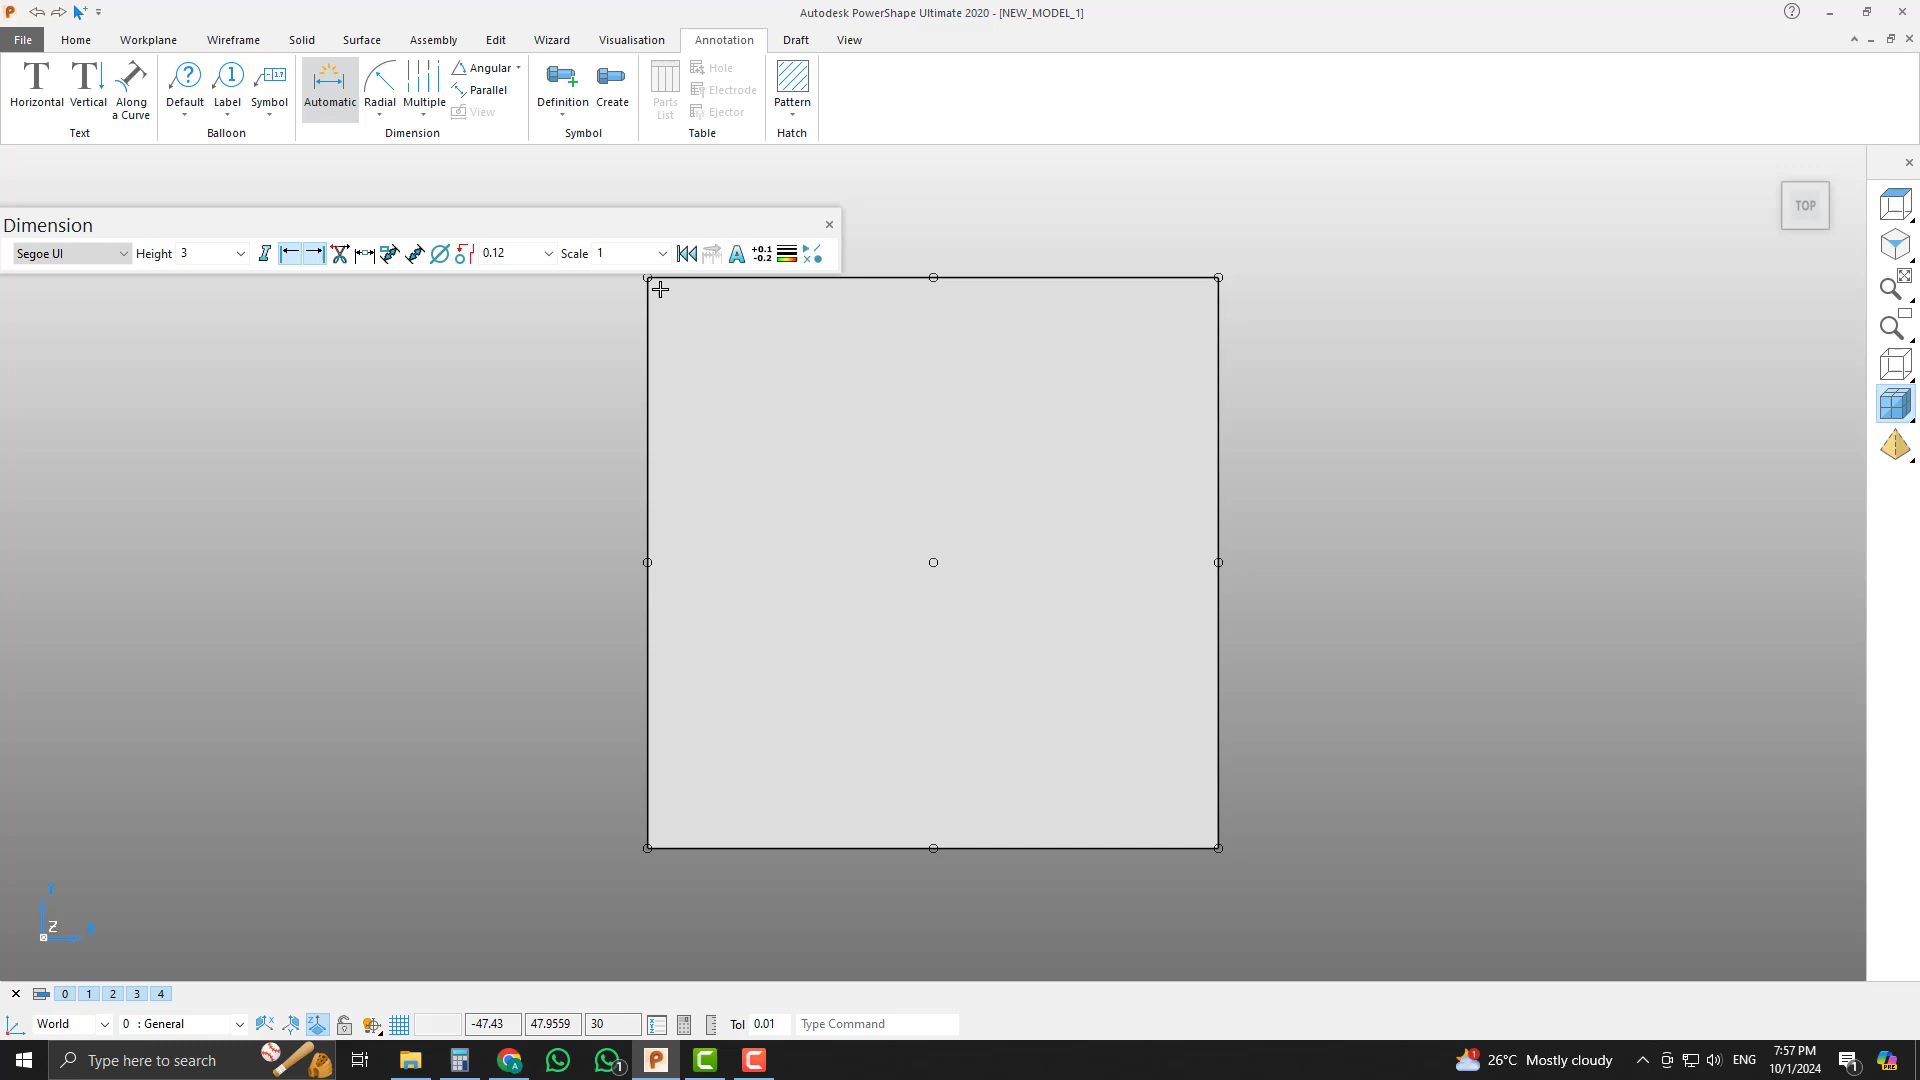 Autodesk PowerShape Ultimate 2020 - [NEW_MODEL_1]
File Home Workplane Wireframe Solid Surface Assembly Edit Wizard Visualisation Annotation Draft View
Horizontal Vertical Along a Curve
Text
Default Label Symbol
Balloon
Automatic Radial Multiple
Angular
Parallel
View
Dimension
Definition Create
Symbol
Parts List
Hole
Electrode
Ejector
Table
Pattern
Hatch
TOP
Dimension
Segoe UI Height 3 0.12 Scale 1 +0.1 -0.2
Y
Z X
0 1 2 3 4
World 0 : General -47.43 47.9559 30 Tol 0.01 Type Command
Type here to search 26°C Mostly cloudy ENG 7:57 PM
10/1/2024